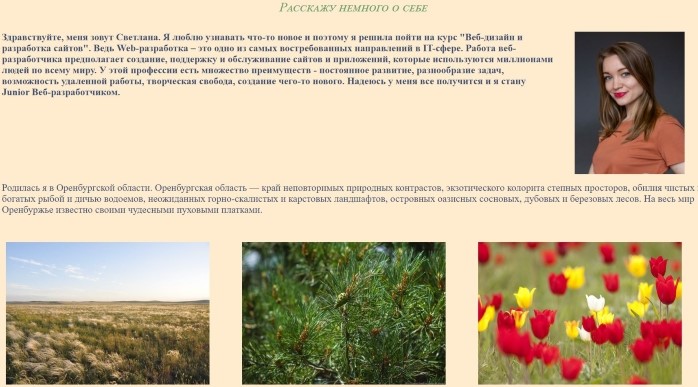 Расскажу немного о себе
Здравствуйте, меня зовут Светлана. Я люблю узнавать что-то новое и поэтому я решила пойти на курс "Веб-дизайн и
разработка сайтов". Ведь Web-разработка – это одно из самых востребованных направлений в IT-сфере. Работа веб-
разработчика предполагает создание, поддержку и обслуживание сайтов и приложений, которые используются миллионами
людей по всему миру. У этой профессии есть множество преимуществ - постоянное развитие, разнообразие задач,
возможность удаленной работы, творческая свобода, создание чего-то нового. Надеюсь у меня все получится и я стану
Junior Веб-разработчиком.
Родилась я в Оренбургской области. Оренбургская область — край неповторимых природных контрастов, экзотического колорита степных просторов, обилия чистых
богатых рыбой и дичью водоемов, неожиданных горно-скалистых и карстовых ландшафтов, островных оазисных сосновых, дубовых и березовых лесов. На весь мир
Оренбуржье известно своими чудесными пуховыми платками.